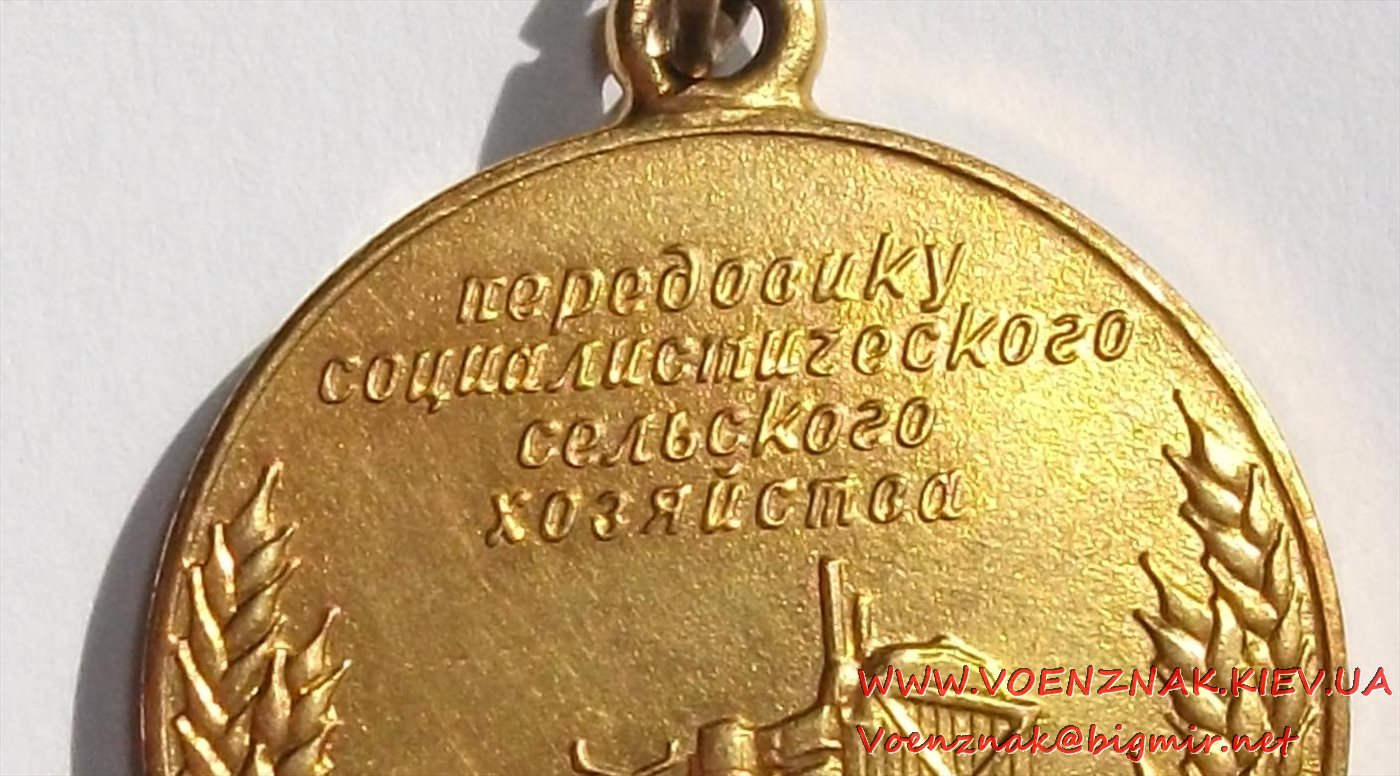 передовику
социалистического
сельского
хозяйства
WWW.VOENZNAK.KIEV.UA
Voenznak@bigmir.net